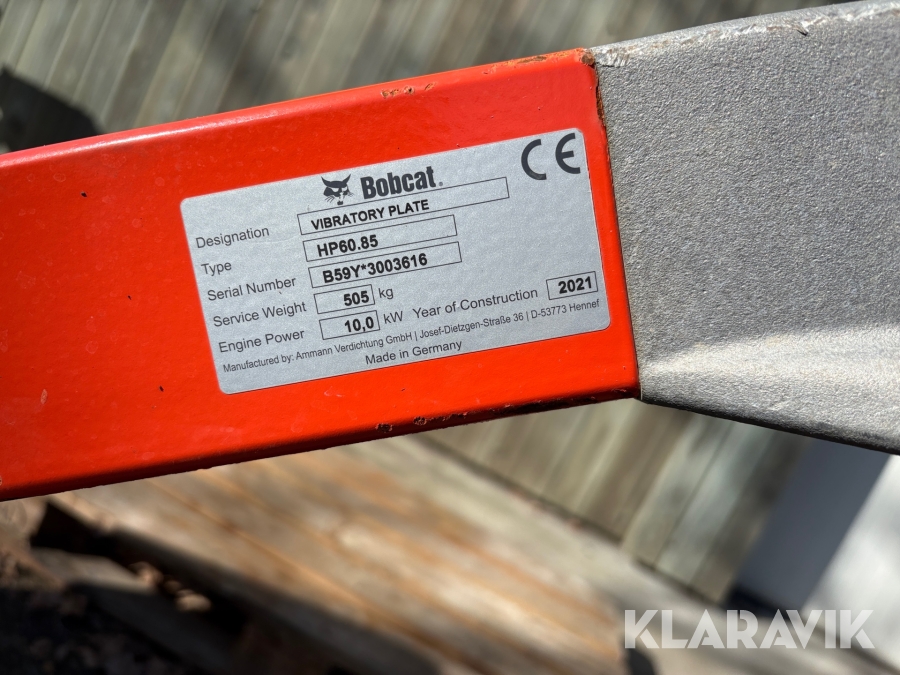 Bobcat.
CE
Designation VIBRATORY PLATE
Type HP60.85
Serial Number B59Y*3003616
Service Weight 505 kg
Engine Power 10,0 kW Year of Construction 2021
Manufactured by: Ammann Verdichtung GmbH | Josef-Dietzgen-Straße 36 | D-53773 Hennef
Made in Germany
KLARAVIK